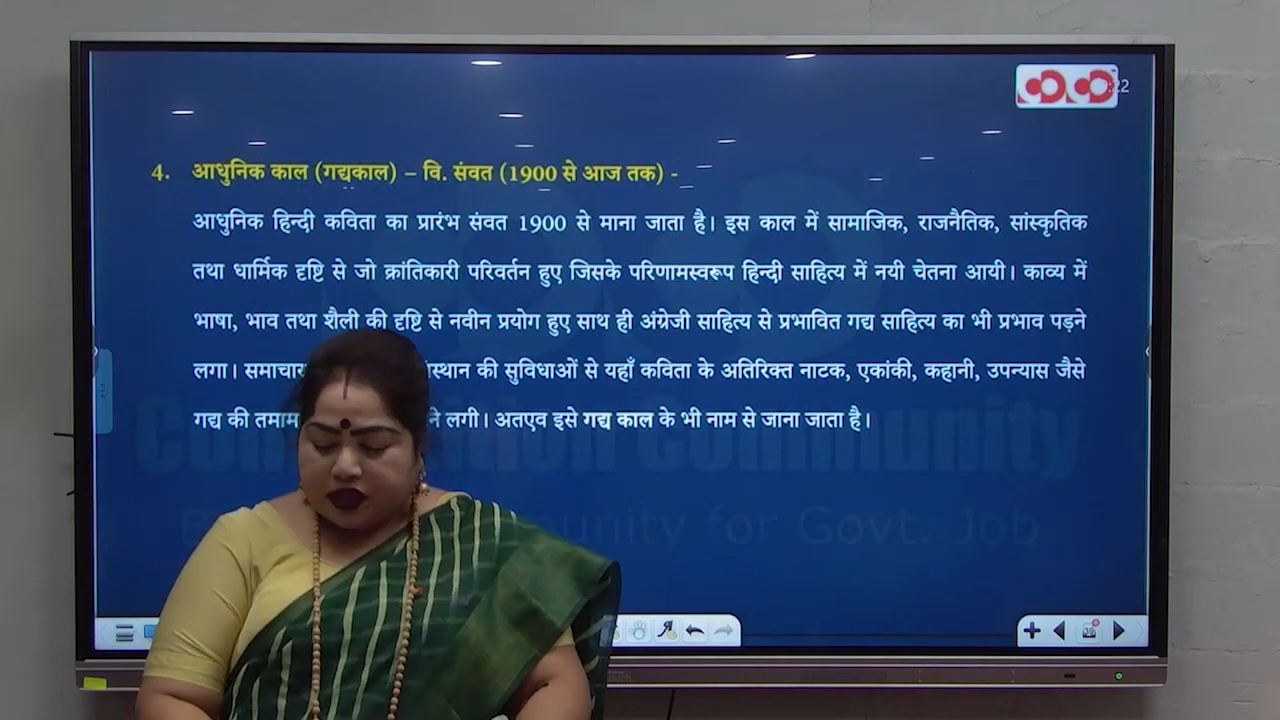 :22
4. आधुनिक काल (गद्यकाल) – वि. संवत (1900 से आज तक) -
आधुनिक हिन्दी कविता का प्रारंभ संवत 1900 से माना जाता है। इस काल में सामाजिक, राजनैतिक, सांस्कृतिक
तथा धार्मिक दृष्टि से जो क्रांतिकारी परिवर्तन हुए जिसके परिणामस्वरूप हिन्दी साहित्य में नयी चेतना आयी। काव्य में
भाषा, भाव तथा शैली की दृष्टि से नवीन प्रयोग हुए साथ ही अंग्रेजी साहित्य से प्रभावित गद्य साहित्य का भी प्रभाव पड़ने
लगा। समाचार की सुविधाओं से यहाँ कविता के अतिरिक्त नाटक, एकांकी, कहानी, उपन्यास जैसे
गद्य की तमाम लगी। अतएव इसे गद्य काल के भी नाम से जाना जाता है।
Community
for Govt. Job